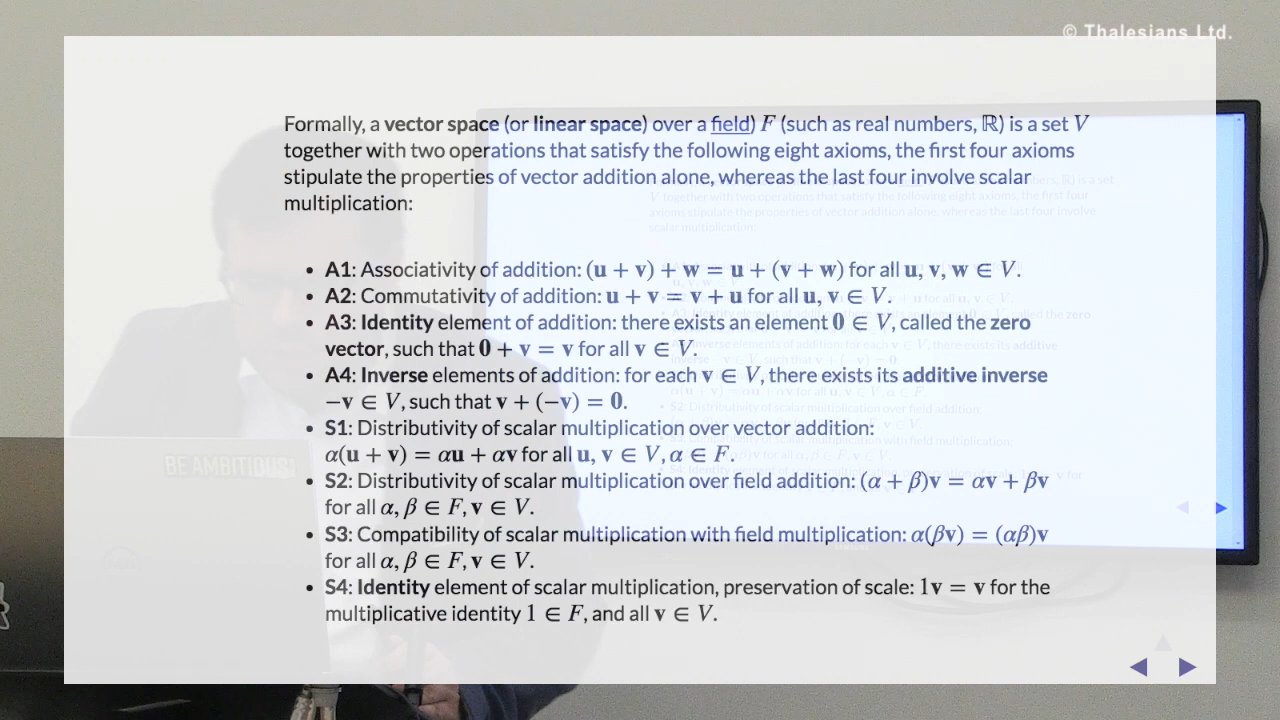 © Thalesians Ltd.
Formally, a vector space (or linear space) over a field) F (such as real numbers, ℝ) is a set V
together with two operations that satisfy the following eight axioms, the first four axioms
stipulate the properties of vector addition alone, whereas the last four involve scalar
multiplication:
• A1: Associativity of addition: (u + v) + w = u + (v + w) for all u, v, w ∈ V.
• A2: Commutativity of addition: u + v = v + u for all u, v ∈ V.
• A3: Identity element of addition: there exists an element 0 ∈ V, called the zero
vector, such that 0 + v = v for all v ∈ V.
• A4: Inverse elements of addition: for each v ∈ V, there exists its additive inverse
−v ∈ V, such that v + (−v) = 0.
• S1: Distributivity of scalar multiplication over vector addition:
α(u + v) = αu + αv for all u, v ∈ V, α ∈ F.
• S2: Distributivity of scalar multiplication over field addition: (α + β)v = αv + βv
for all α, β ∈ F, v ∈ V.
• S3: Compatibility of scalar multiplication with field multiplication: α(βv) = (αβ)v
for all α, β ∈ F, v ∈ V.
• S4: Identity element of scalar multiplication, preservation of scale: 1v = v for the
multiplicative identity 1 ∈ F, and all v ∈ V.
BE AMBITIOUS!